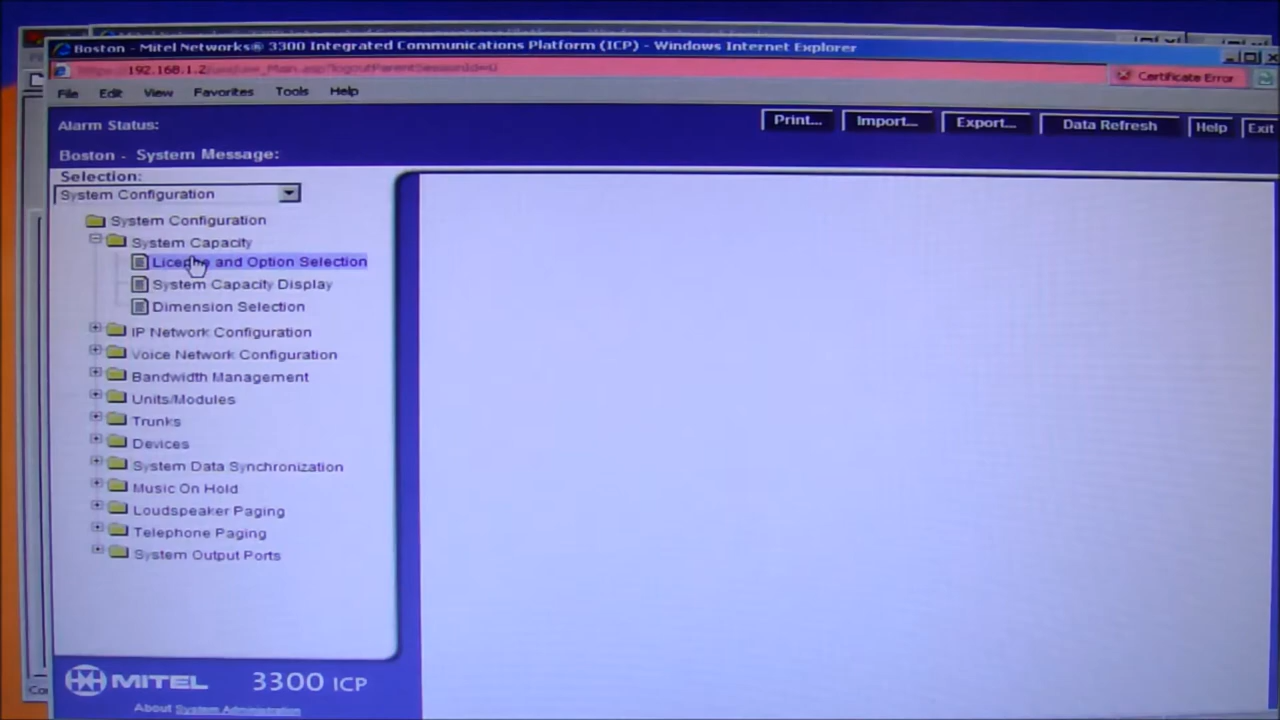 Boston - Mitel Networks® 3300 Integrated Communications Platform (ICP) - Windows Internet Explorer
192.168.1.2
Certificate Error
File Edit View Favorites Tools Help
Alarm Status:
Print... Import... Export... Data Refresh Help Exit
Boston - System Message:
Selection:
System Configuration
System Configuration
System Capacity
License and Option Selection
System Capacity Display
Dimension Selection
IP Network Configuration
Voice Network Configuration
Bandwidth Management
Units/Modules
Trunks
Devices
System Data Synchronization
Music On Hold
Loudspeaker Paging
Telephone Paging
System Output Ports
MITEL 3300 ICP
About System Administration